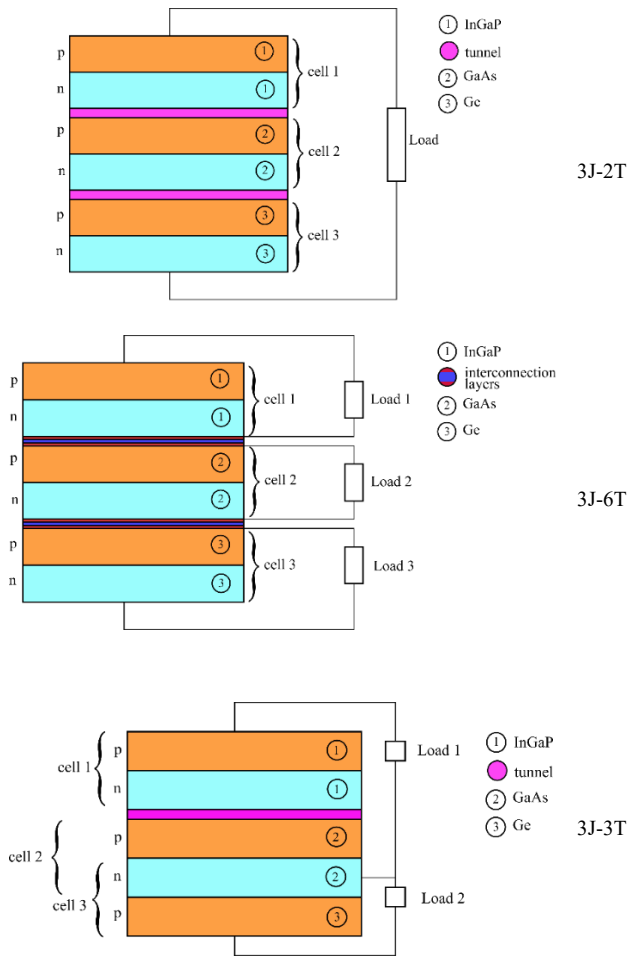 ① InGaP
tunnel
② GaAs
③ Ge
p ①
cell 1
n ①
p ②
cell 2
n ②
p ③
cell 3
n ③
Load
3J-2T
① InGaP
interconnection
layers
② GaAs
③ Ge
p ①
cell 1
n ①
Load 1
p ②
cell 2
n ②
Load 2
p ③
cell 3
n ③
Load 3
3J-6T
① InGaP
tunnel
② GaAs
③ Ge
p ①
cell 1
n ①
Load 1
p ②
cell 2
n ②
cell 3
p ③
Load 2
3J-3T